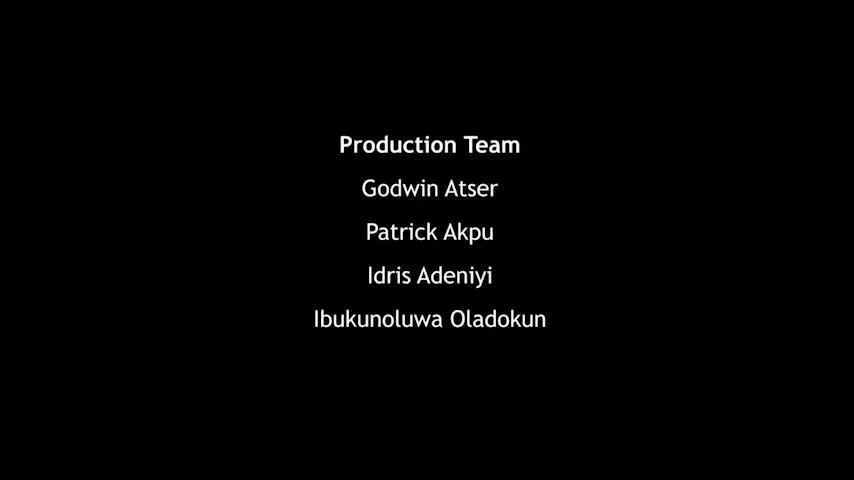 Production Team
Godwin Atser
Patrick Akpu
Idris Adeniyi
Ibukunoluwa Oladokun